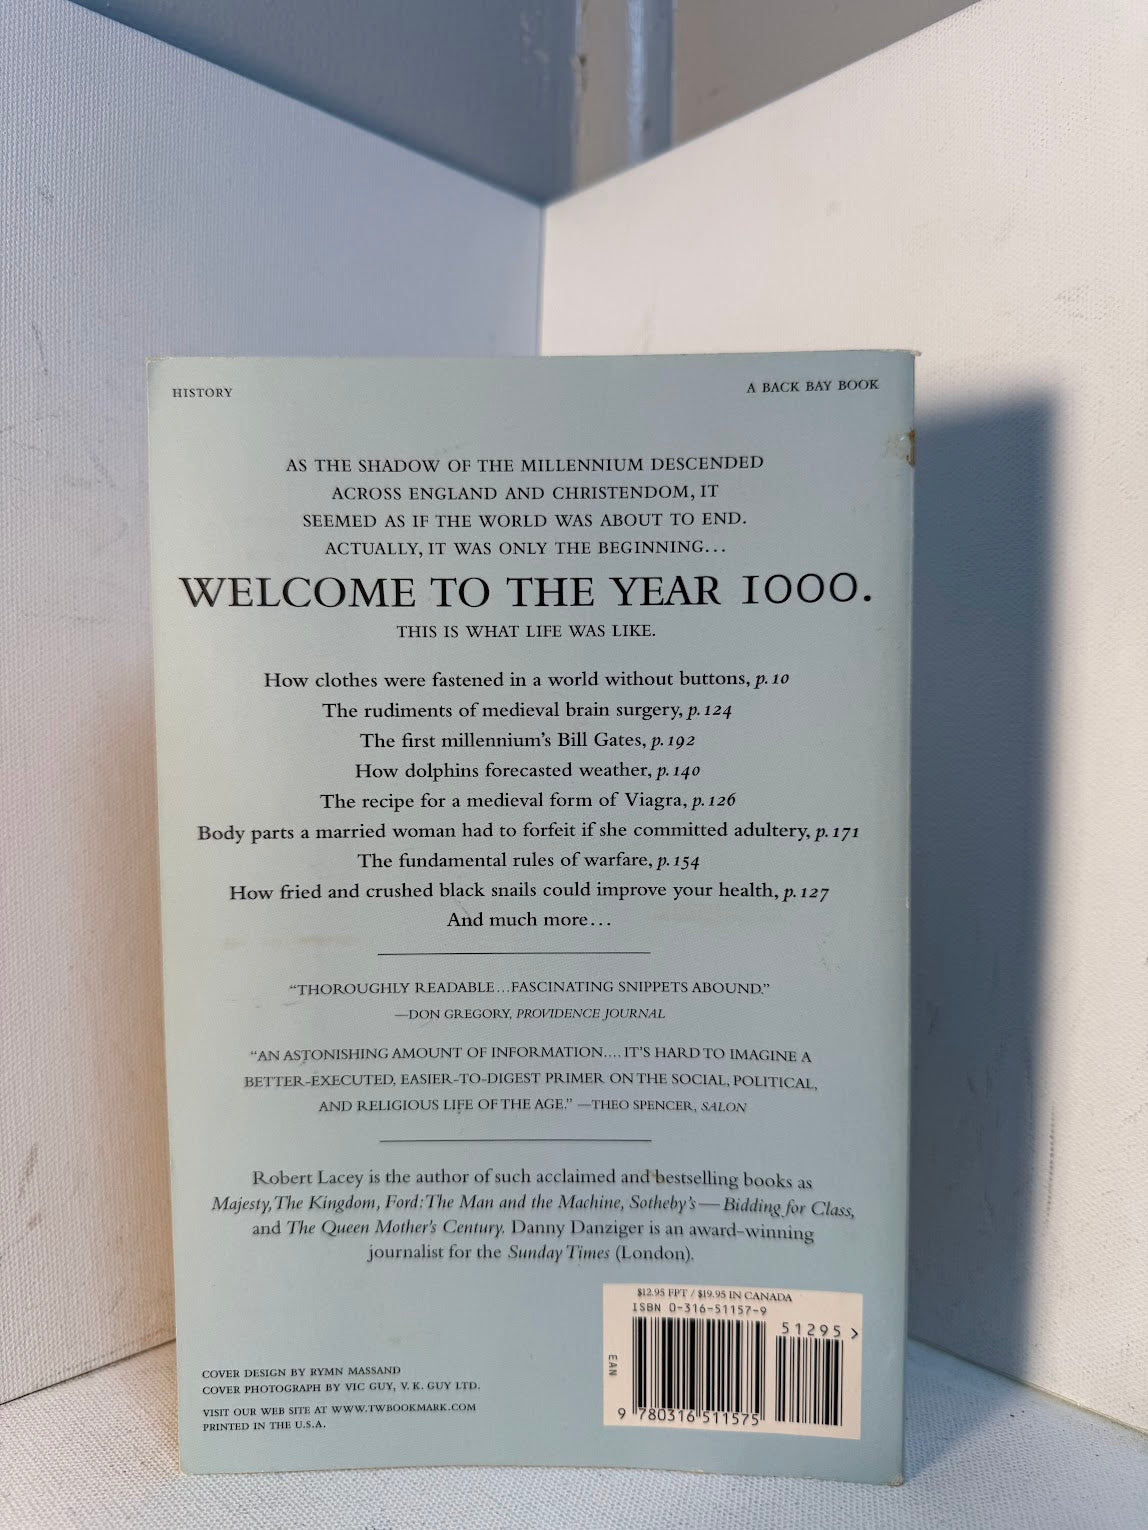 HISTORY
A BACK BAY BOOK
AS THE SHADOW OF THE MILLENNIUM DESCENDED
ACROSS ENGLAND AND CHRISTENDOM, IT
SEEMED AS IF THE WORLD WAS ABOUT TO END.
ACTUALLY, IT WAS ONLY THE BEGINNING...
WELCOME TO THE YEAR 1000.
THIS IS WHAT LIFE WAS LIKE.
How clothes were fastened in a world without buttons, p. 10
The rudiments of medieval brain surgery, p. 124
The first millennium's Bill Gates, p. 192
How dolphins forecasted weather, p. 140
The recipe for a medieval form of Viagra, p. 126
Body parts a married woman had to forfeit if she committed adultery, p. 171
The fundamental rules of warfare, p. 154
How fried and crushed black snails could improve your health, p. 127
And much more...
"THOROUGHLY READABLE...FASCINATING SNIPPETS ABOUND."
—DON GREGORY, PROVIDENCE JOURNAL
"AN ASTONISHING AMOUNT OF INFORMATION.... IT'S HARD TO IMAGINE A
BETTER-EXECUTED, EASIER-TO-DIGEST PRIMER ON THE SOCIAL, POLITICAL,
AND RELIGIOUS LIFE OF THE AGE." —THEO SPENCER, SALON
Robert Lacey is the author of such acclaimed and bestselling books as
Majesty, The Kingdom, Ford: The Man and the Machine, Sotheby's—Bidding for Class,
and The Queen Mother's Century. Danny Danziger is an award-winning
journalist for the Sunday Times (London).
$12.95 FPT / $19.95 IN CANADA
ISBN 0-316-51157-9
51295 >
EAN
9 780316 511575
COVER DESIGN BY RYMN MASSAND
COVER PHOTOGRAPH BY VIC GUY, V. K. GUY LTD.
VISIT OUR WEB SITE AT WWW.TWBOOKMARK.COM
PRINTED IN THE U.S.A.